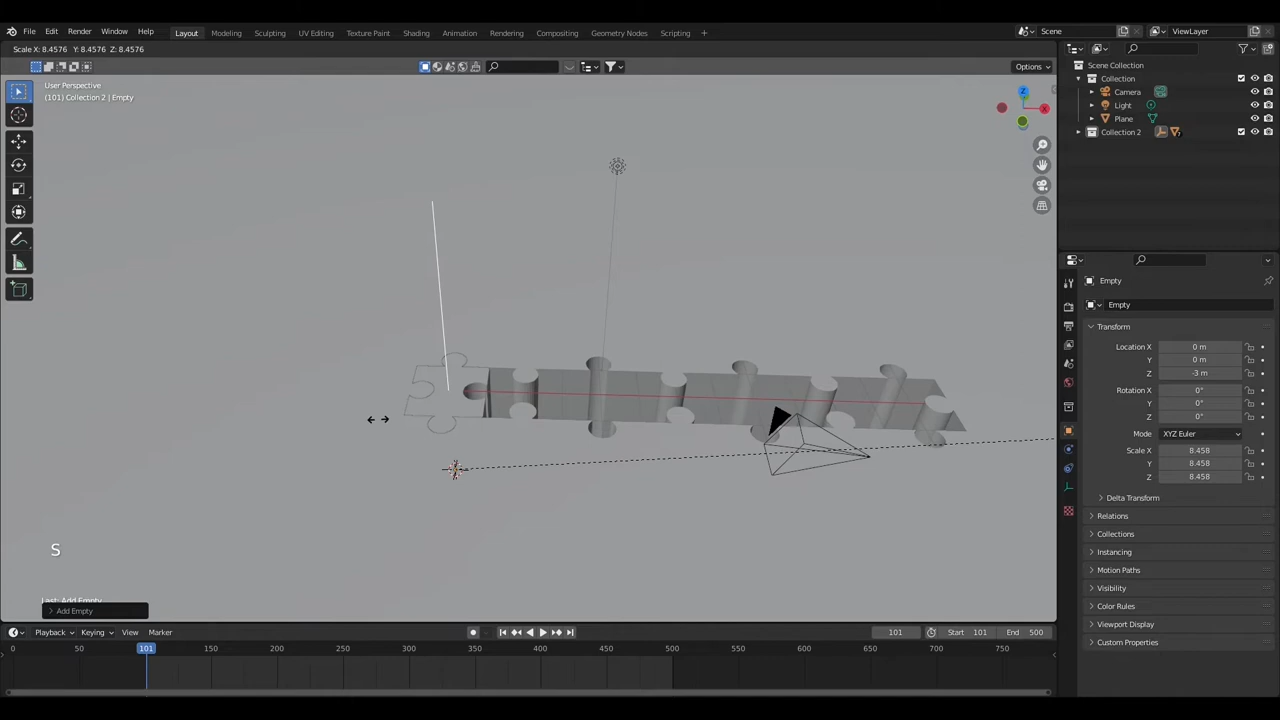 File Edit Render Window Help Layout Modeling Sculpting UV Editing Texture Paint Shading Animation Rendering Compositing Geometry Nodes Scripting + Scene ViewLayer
Scale X: 8.4576 Y: 8.4576 Z: 8.4576
Options
User Perspective
(101) Collection 2 | Empty
Z
X
Scene Collection
Collection
Camera
Light
Plane
Collection 2
Empty
Empty
Transform
Location X 0 m
Y 0 m
Z -3 m
Rotation X 0°
Y 0°
Z 0°
Mode XYZ Euler
Scale X 8.458
Y 8.458
Z 8.458
Delta Transform
Relations
Collections
Instancing
Motion Paths
Visibility
Color Rules
Viewport Display
Custom Properties
S
Last: Add Empty
Add Empty
Playback Keying View Marker 101 Start 101 End 500
0 50 101 150 200 250 300 350 400 450 500 550 600 650 700 750